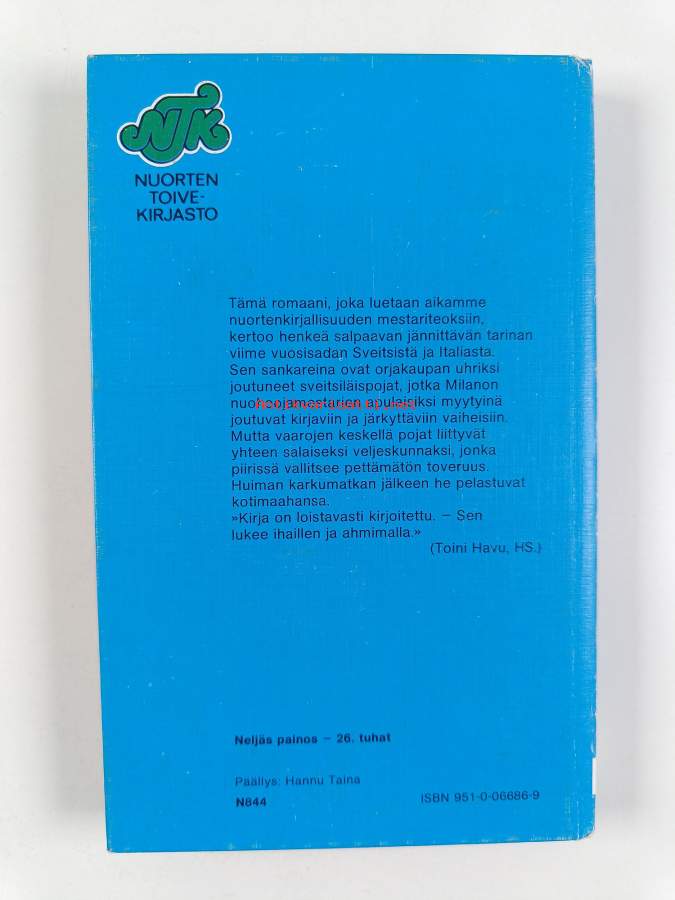 NTK
NUORTEN
TOIVE-
KIRJASTO
Tämä romaani, joka luetaan aikamme
nuortenkirjallisuuden mestariteoksiin,
kertoo henkeä salpaavan jännittävän tarinan
viime vuosisadan Sveitsistä ja Italiasta.
Sen sankareina ovat orjakaupan uhriksi
joutuneet sveitsiläispojat, jotka Milanon
nuohoojamestarien apulaisiksi myytyinä
joutuvat kirjaviin ja järkyttäviin vaiheisiin.
Mutta vaarojen keskellä pojat liittyvät
yhteen salaiseksi veljeskunnaksi, jonka
piirissä vallitsee pettämätön toveruus.
Huiman karkumatkan jälkeen he pelastuvat
kotimaahansa.
»Kirja on loistavasti kirjoitettu. – Sen
lukee ihaillen ja ahmimalla.»
(Toini Havu, HS.)
Neljäs painos – 26. tuhat
Päällys: Hannu Taina
N844
ISBN 951-0-06686-9